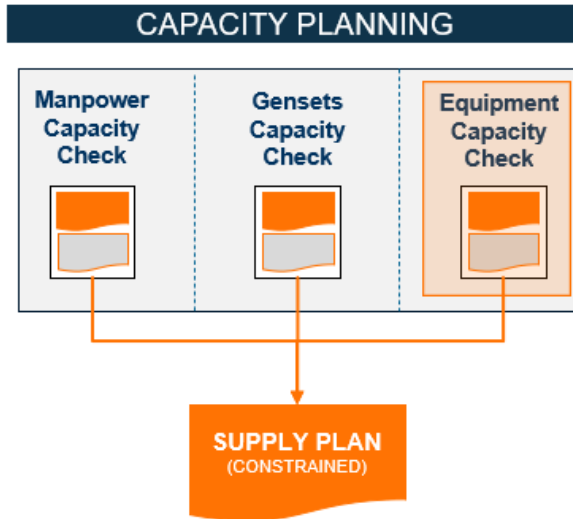 CAPACITY PLANNING
Manpower
Capacity
Check
Gensets
Capacity
Check
Equipment
Capacity
Check
SUPPLY PLAN
(CONSTRAINED)